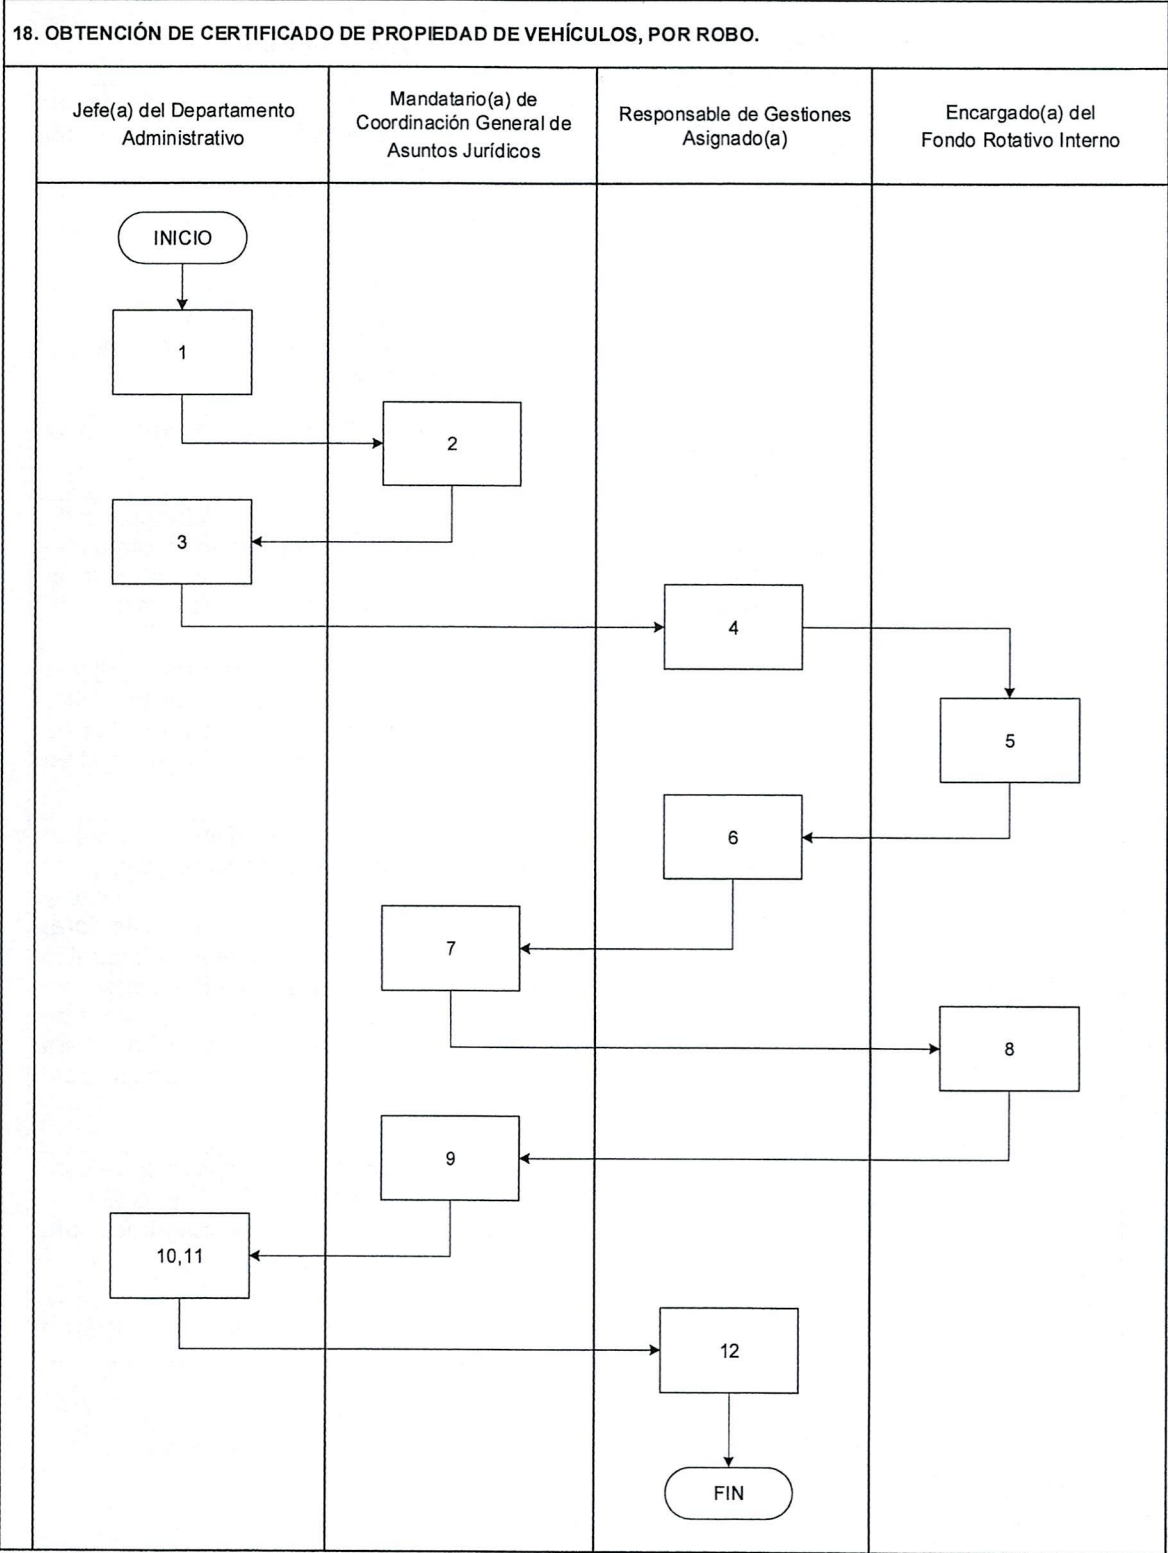 18. OBTENCIÓN DE CERTIFICADO DE PROPIEDAD DE VEHÍCULOS, POR ROBO.
Jefe(a) del Departamento
Administrativo
Mandatario(a) de
Coordinación General de
Asuntos Jurídicos
Responsable de Gestiones
Asignado(a)
Encargado(a) del
Fondo Rotativo Interno
INICIO
1
2
3
4
5
6
7
8
9
10,11
12
FIN